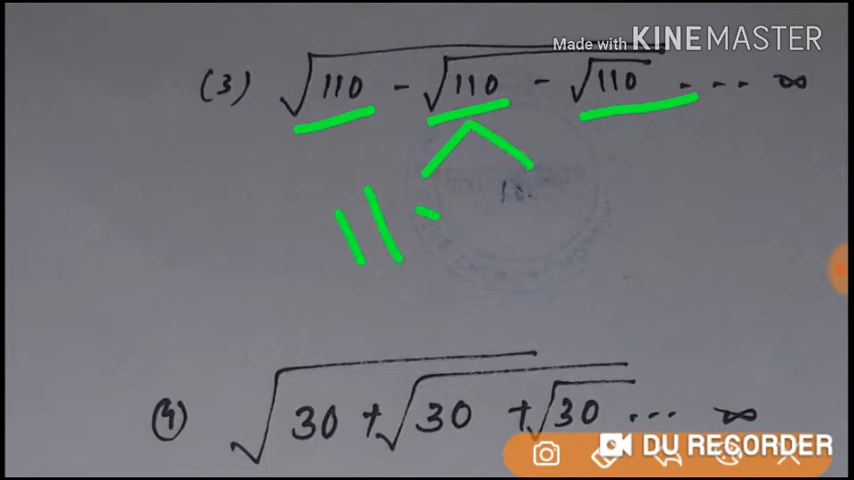 Made with KINEMASTER
(3) √110 - √110 - √110 ... ∞
11
(4) √30 + √30 + √30 ... ∞
DU RECORDER